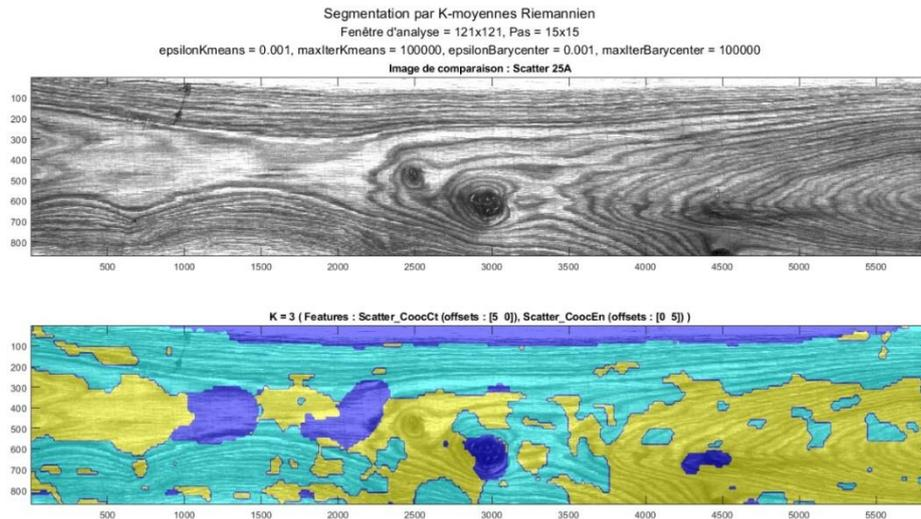 Segmentation par K-moyennes Riemannien
Fenêtre d'analyse = 121x121, Pas = 15x15
epsilonKmeans = 0.001, maxIterKmeans = 100000, epsilonBarycenter = 0.001, maxIterBarycenter = 100000
Image de comparaison : Scatter 25A
100
200
300
400
500
600
700
800
500 1000 1500 2000 2500 3000 3500 4000 4500 5000 5500
K = 3 ( Features : Scatter_CoocCt (offsets : [5 0]), Scatter_CoocEn (offsets : [0 5]) )
100
200
300
400
500
600
700
800
500 1000 1500 2000 2500 3000 3500 4000 4500 5000 5500